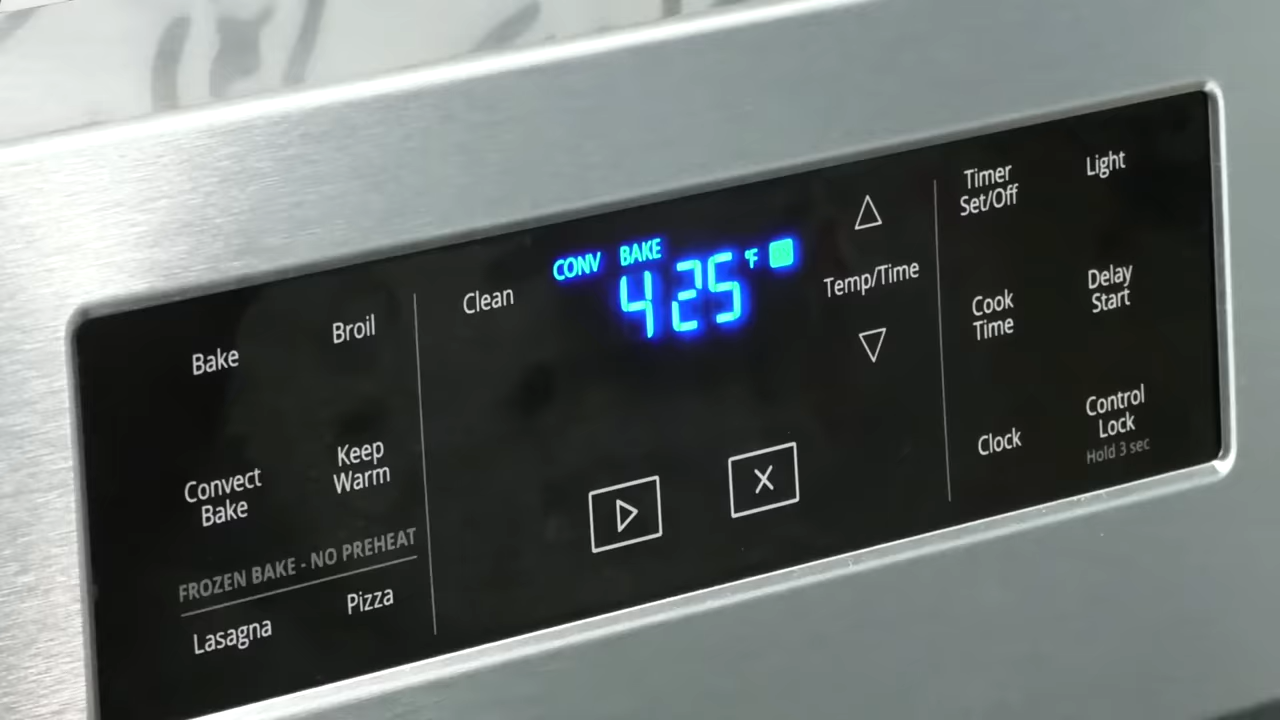 Bake
Broil
Convect
Bake
Keep
Warm
FROZEN BAKE - NO PREHEAT
Lasagna
Pizza
Clean
CONV BAKE
425 °F
Temp/Time
Timer
Set/Off
Light
Cook
Time
Delay
Start
Clock
Control
Lock
Hold 3 sec